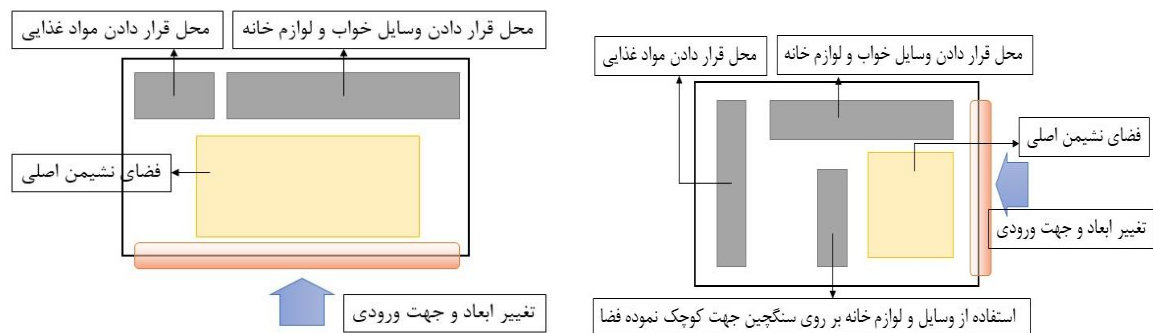 محل قرار دادن وسایل خواب و لوازم خانه
محل قرار دادن مواد غذایی
فضای نشیمن اصلی
تغییر ابعاد و جهت ورودی
محل قرار دادن وسایل خواب و لوازم خانه
محل قرار دادن مواد غذایی
فضای نشیمن اصلی
تغییر ابعاد و جهت ورودی
استفاده از وسایل و لوازم خانه بر روی سنگچین جهت کوچک نموده فضا